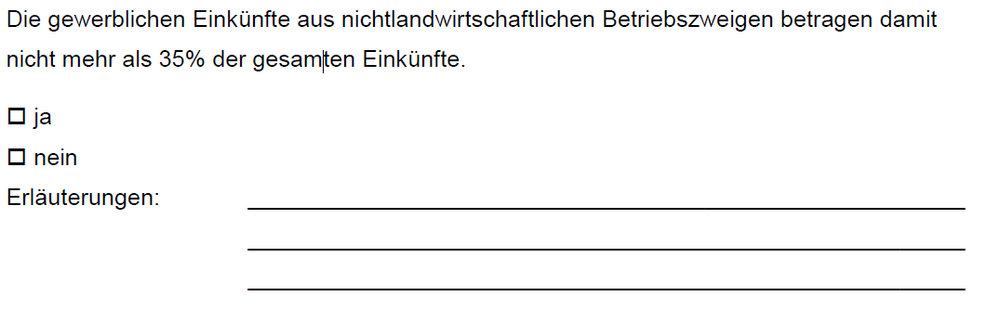 Die gewerblichen Einkünfte aus nichtlandwirtschaftlichen Betriebszweigen betragen damit
nicht mehr als 35% der gesamten Einkünfte.
☐ ja
☐ nein
Erläuterungen: